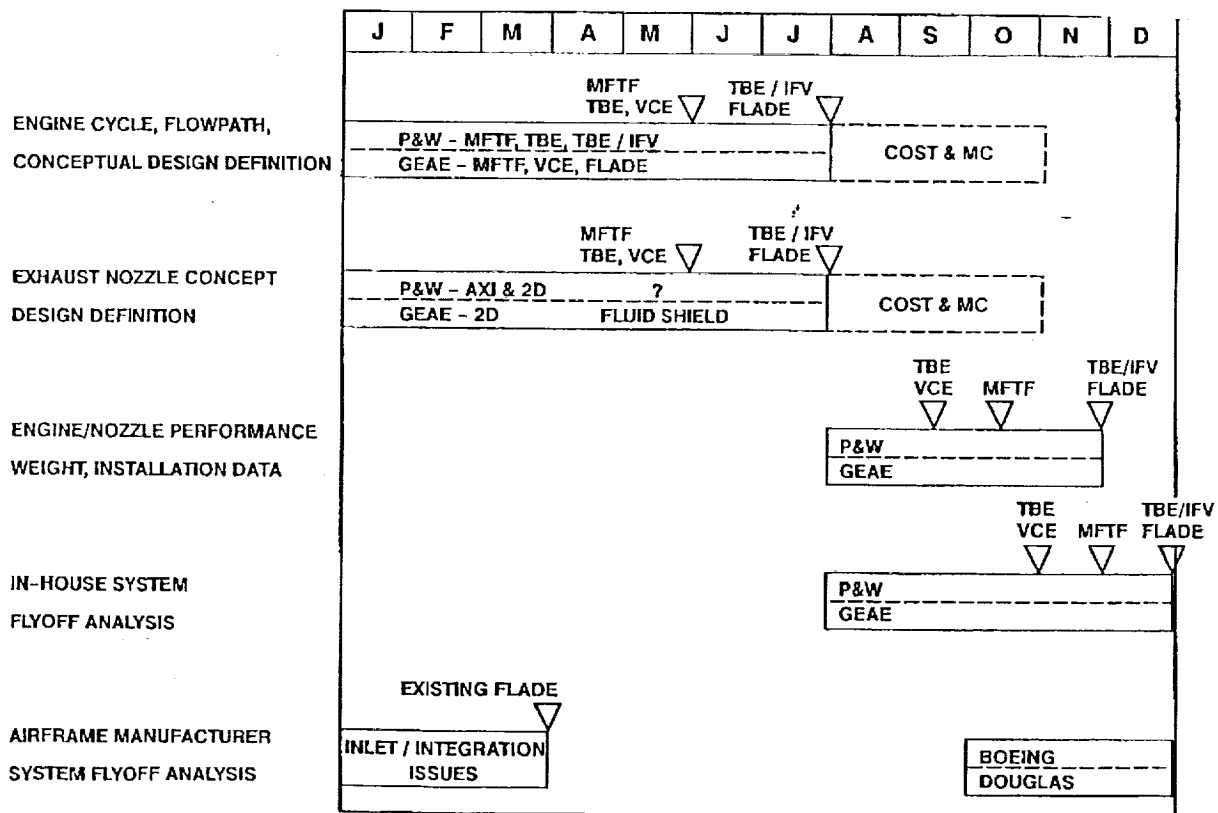 J F M A M J J A S O N D
MFTF
TBE, VCE
TBE / IFV
FLADE
ENGINE CYCLE, FLOWPATH,
CONCEPTUAL DESIGN DEFINITION
P&W - MFTF, TBE, TBE / IFV
GEAE - MFTF, VCE, FLADE
COST & MC
MFTF
TBE, VCE
TBE / IFV
FLADE
EXHAUST NOZZLE CONCEPT
DESIGN DEFINITION
P&W - AXI & 2D ?
GEAE - 2D FLUID SHIELD
COST & MC
TBE
VCE
MFTF
TBE/IFV
FLADE
ENGINE/NOZZLE PERFORMANCE
WEIGHT, INSTALLATION DATA
P&W
GEAE
TBE
VCE
MFTF
TBE/IFV
FLADE
IN-HOUSE SYSTEM
FLYOFF ANALYSIS
P&W
GEAE
EXISTING FLADE
AIRFRAME MANUFACTURER
SYSTEM FLYOFF ANALYSIS
INLET / INTEGRATION
ISSUES
BOEING
DOUGLAS